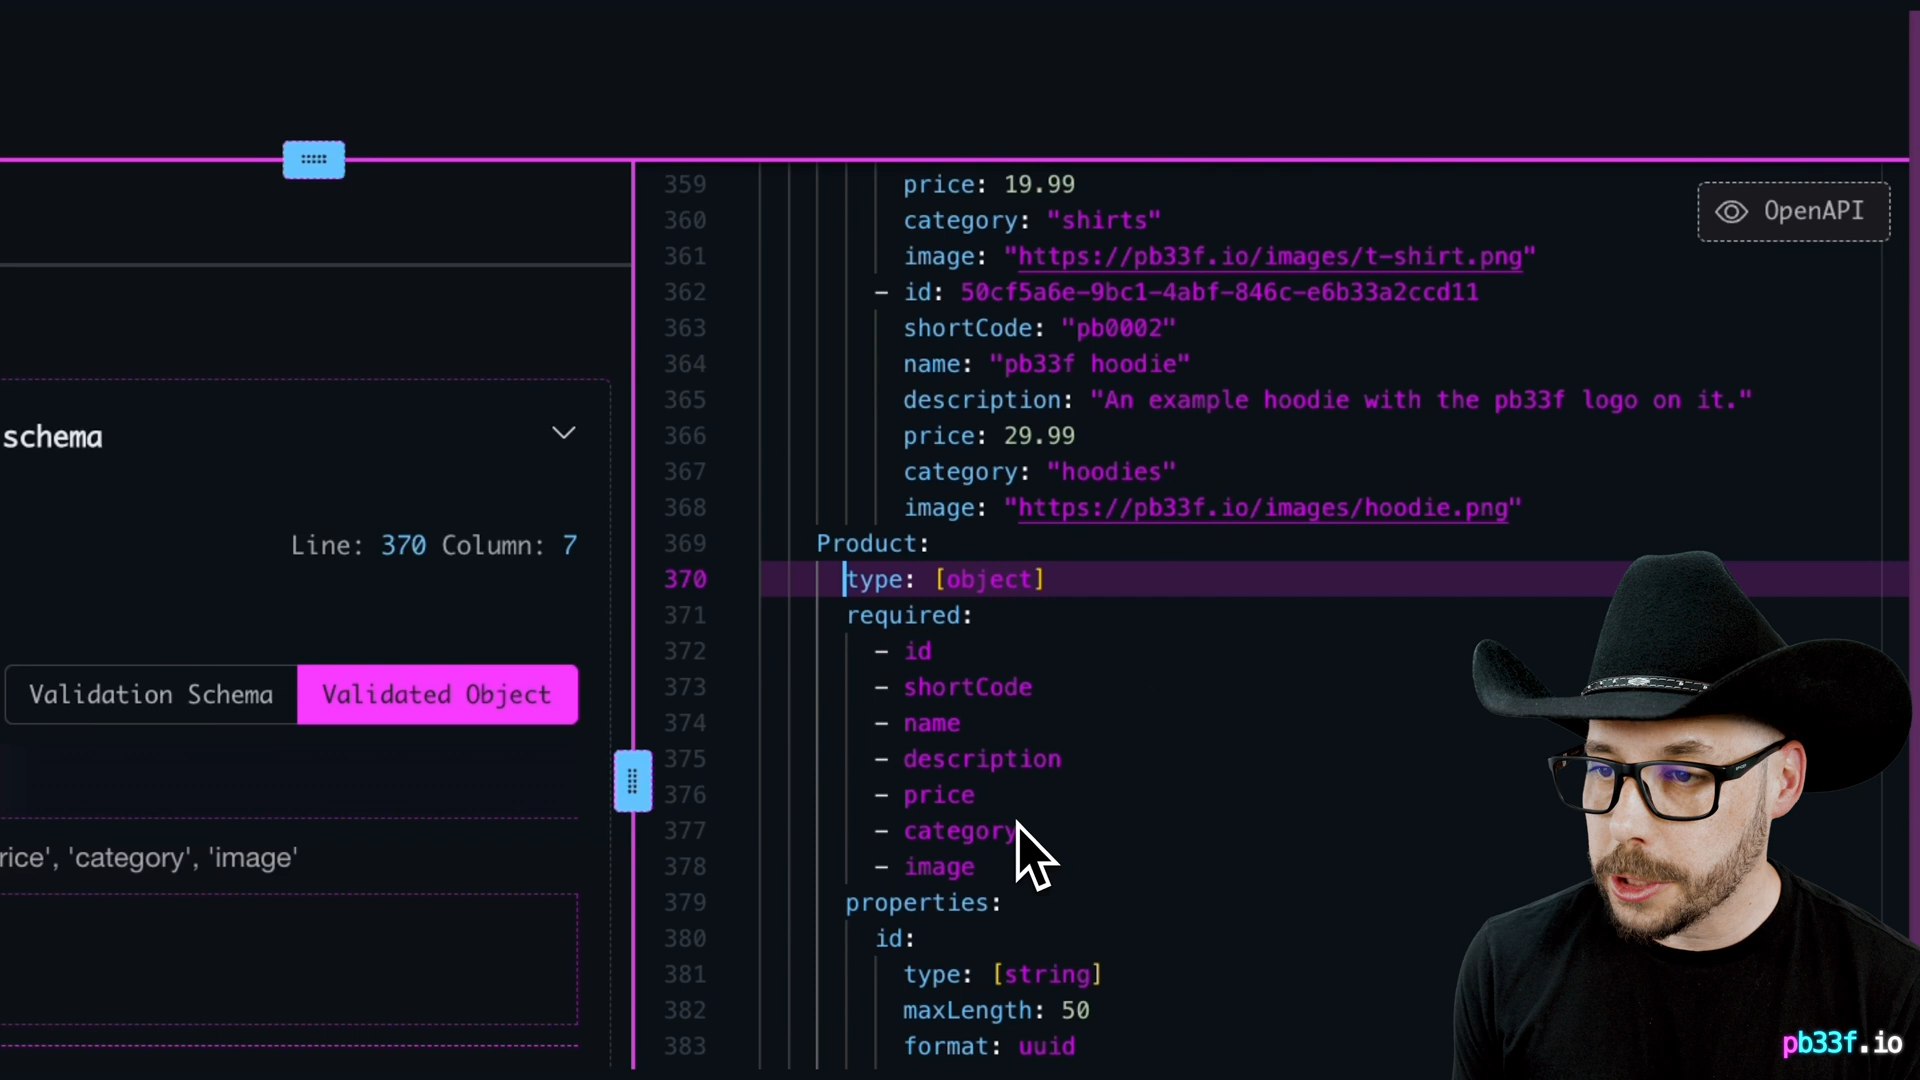 schema
Line: 370 Column: 7
Validation Schema
Validated Object
rice', 'category', 'image'
359 price: 19.99
360 category: "shirts"
361 image: "https://pb33f.io/images/t-shirt.png"
362 - id: 50cf5a6e-9bc1-4abf-846c-e6b33a2ccd11
363 shortCode: "pb0002"
364 name: "pb33f hoodie"
365 description: "An example hoodie with the pb33f logo on it."
366 price: 29.99
367 category: "hoodies"
368 image: "https://pb33f.io/images/hoodie.png"
369 Product:
370 type: [object]
371 required:
372 - id
373 - shortCode
374 - name
375 - description
376 - price
377 - category
378 - image
379 properties:
380 id:
381 type: [string]
382 maxLength: 50
383 format: uuid
OpenAPI
pb33f.io